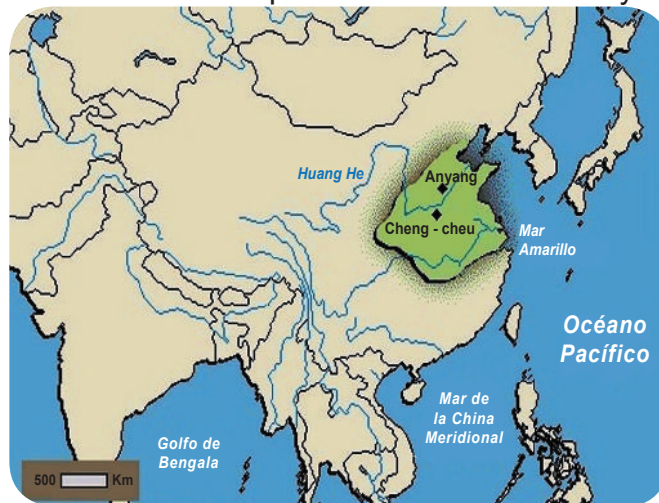 Huang He
Anyang
Cheng - cheu
Mar
Amarillo
Océano
Pacífico
Mar de
la China
Meridional
Golfo de
Bengala
500 Km